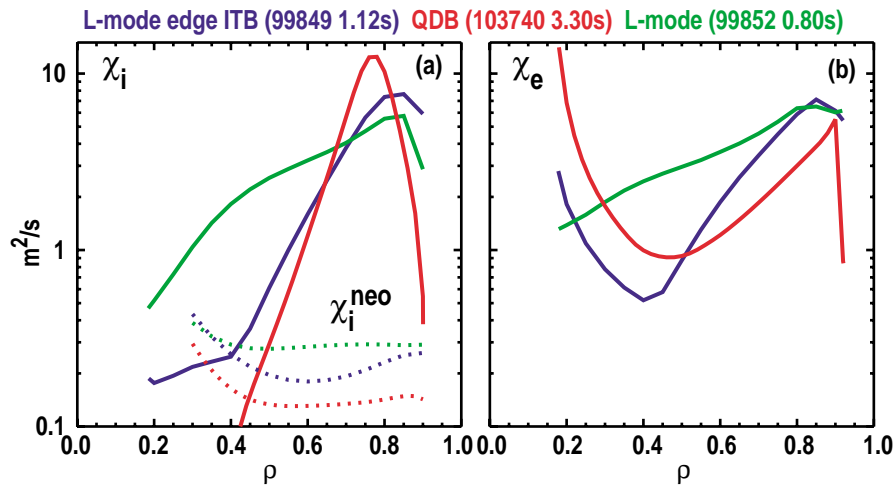 L-mode edge ITB (99849 1.12s) QDB (103740 3.30s) L-mode (99852 0.80s)
χi (a)
χe (b)
10
1
0.1
m²/s
χi^neo
0.0 0.2 0.4 0.6 0.8 1.0
0.2 0.4 0.6 0.8 1.0
ρ
ρ